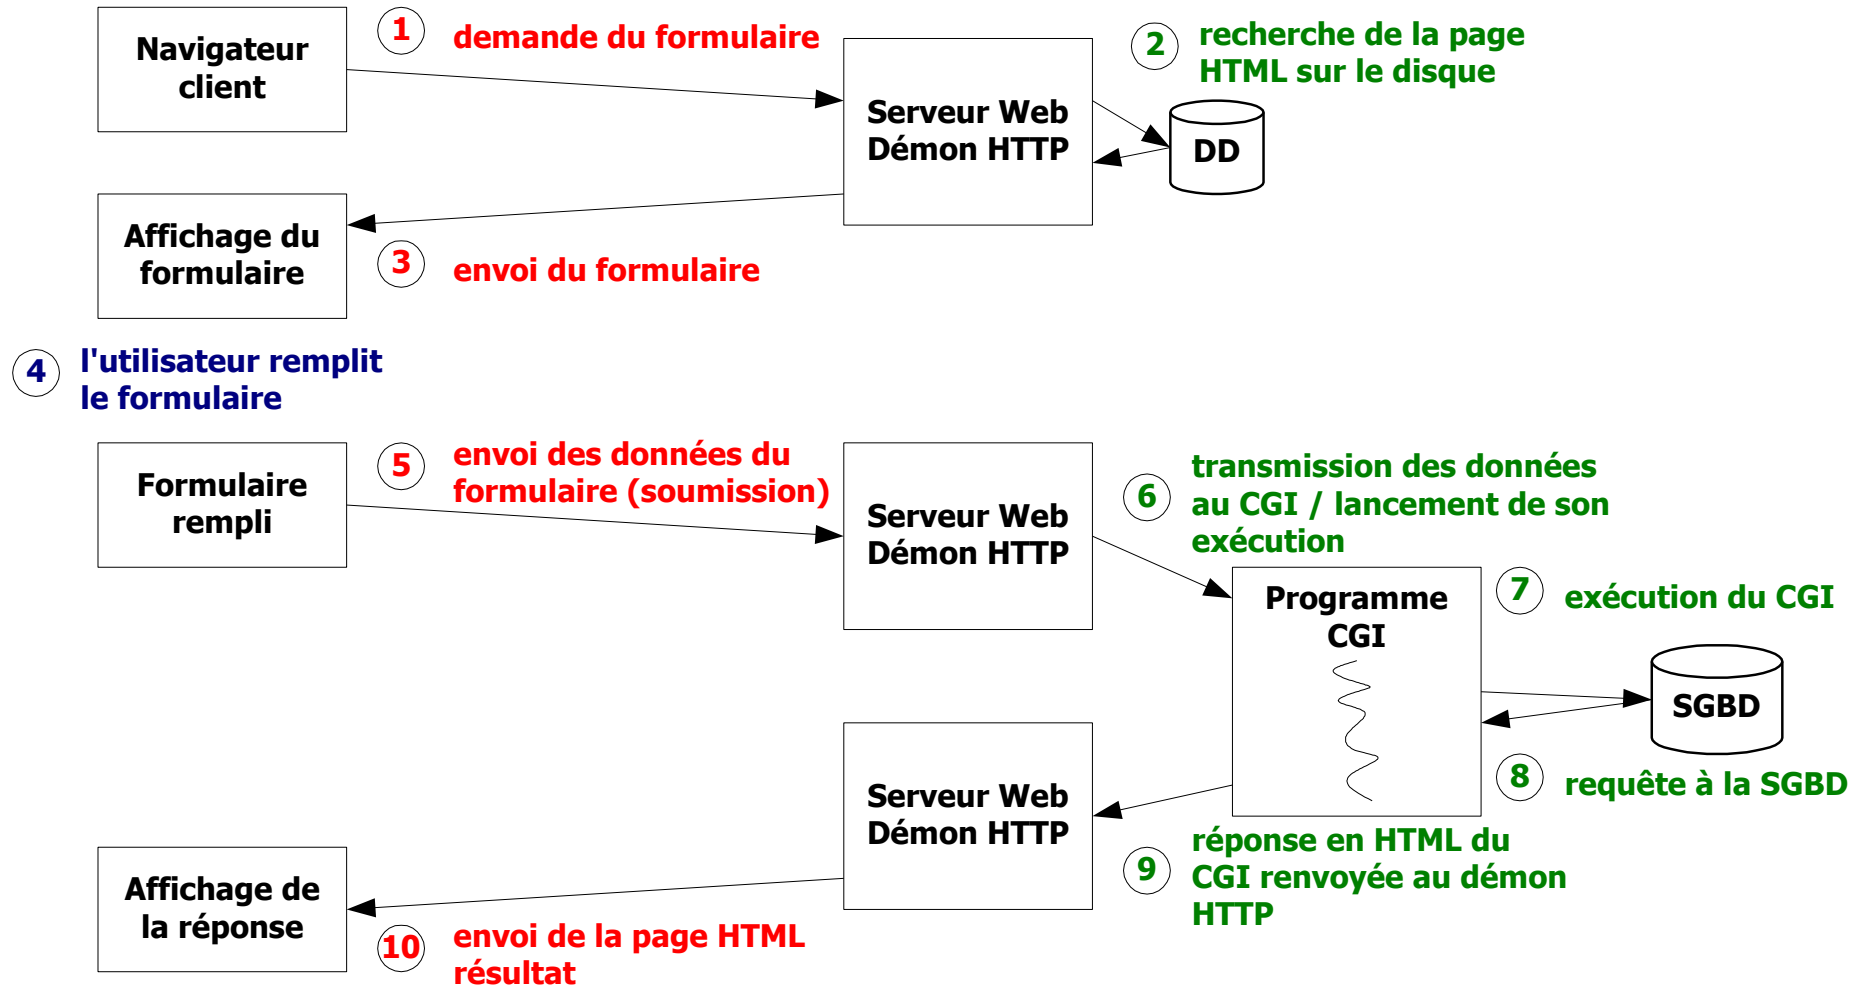 Navigateur
client
1
demande du formulaire
Serveur Web
Démon HTTP
2
recherche de la page
HTML sur le disque
DD
Affichage du
formulaire
3
envoi du formulaire
4
l'utilisateur remplit
le formulaire
Formulaire
rempli
5
envoi des données du
formulaire (soumission)
Serveur Web
Démon HTTP
6
transmission des données
au CGI / lancement de son
exécution
Programme
CGI
7
exécution du CGI
SGBD
8
requête à la SGBD
Serveur Web
Démon HTTP
9
réponse en HTML du
CGI renvoyée au démon
HTTP
Affichage de
la réponse
10
envoi de la page HTML
résultat